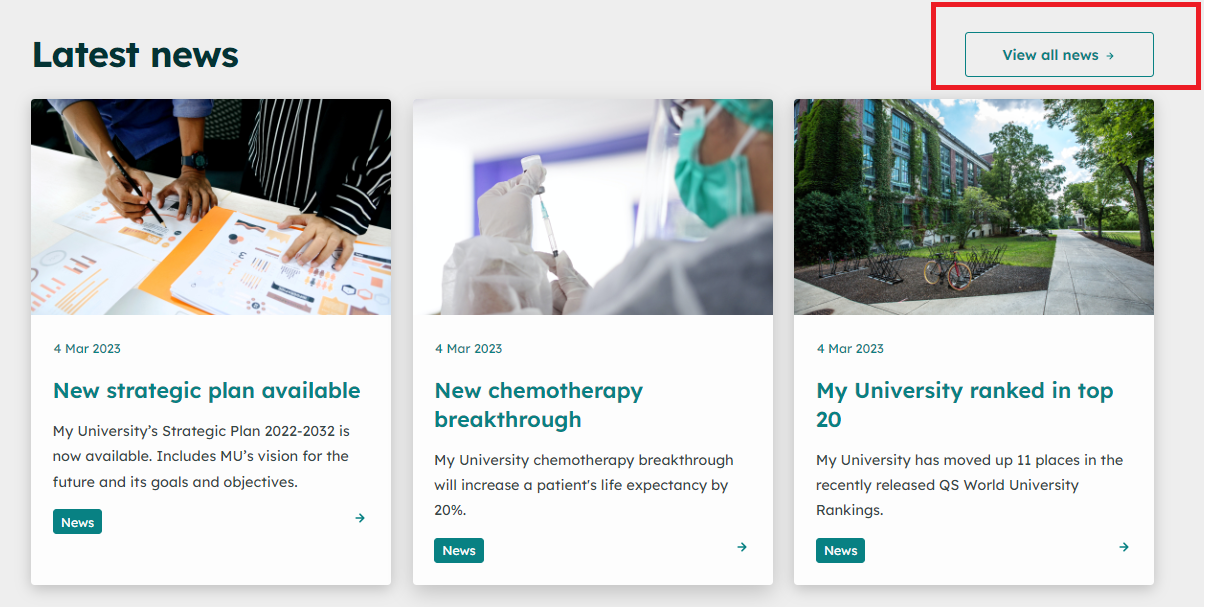 Latest news
View all news →
4 Mar 2023
New strategic plan available
My University’s Strategic Plan 2022-2032 is
now available. Includes MU’s vision for the
future and its goals and objectives.
News
→
4 Mar 2023
New chemotherapy
breakthrough
My University chemotherapy breakthrough
will increase a patient's life expectancy by
20%.
News
→
4 Mar 2023
My University ranked in top
20
My University has moved up 11 places in the
recently released QS World University
Rankings.
News
→